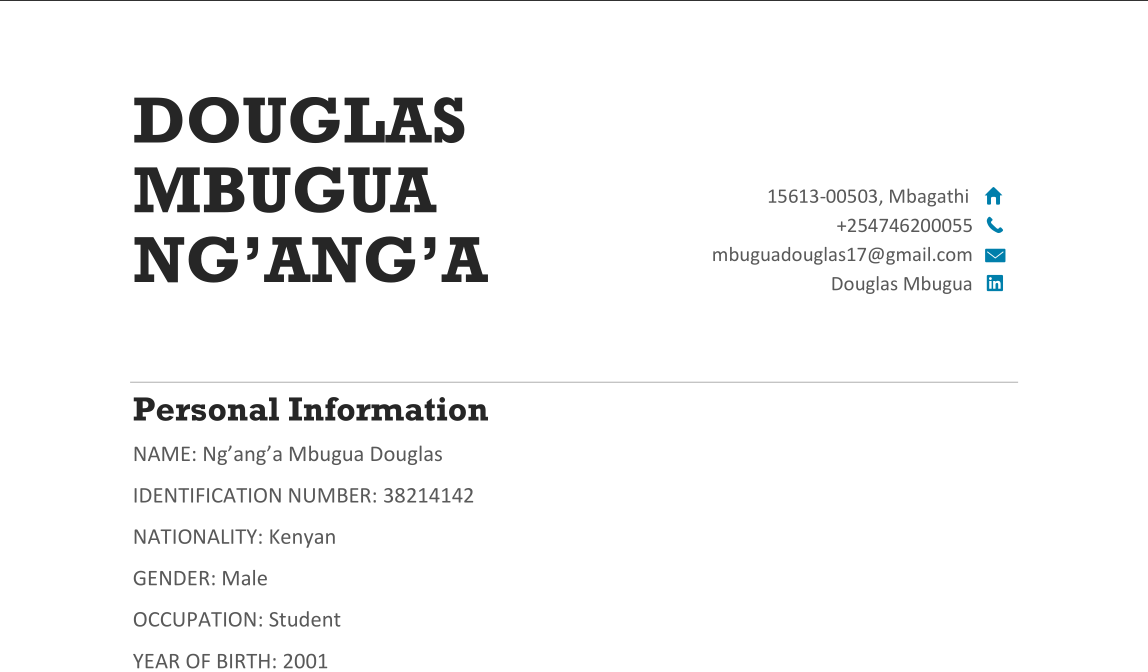 DOUGLAS
MBUGUA
NG’ANG’A
15613-00503, Mbagathi
+254746200055
mbuguadouglas17@gmail.com
Douglas Mbugua
Personal Information
NAME: Ng’ang’a Mbugua Douglas
IDENTIFICATION NUMBER: 38214142
NATIONALITY: Kenyan
GENDER: Male
OCCUPATION: Student
YEAR OF BIRTH: 2001